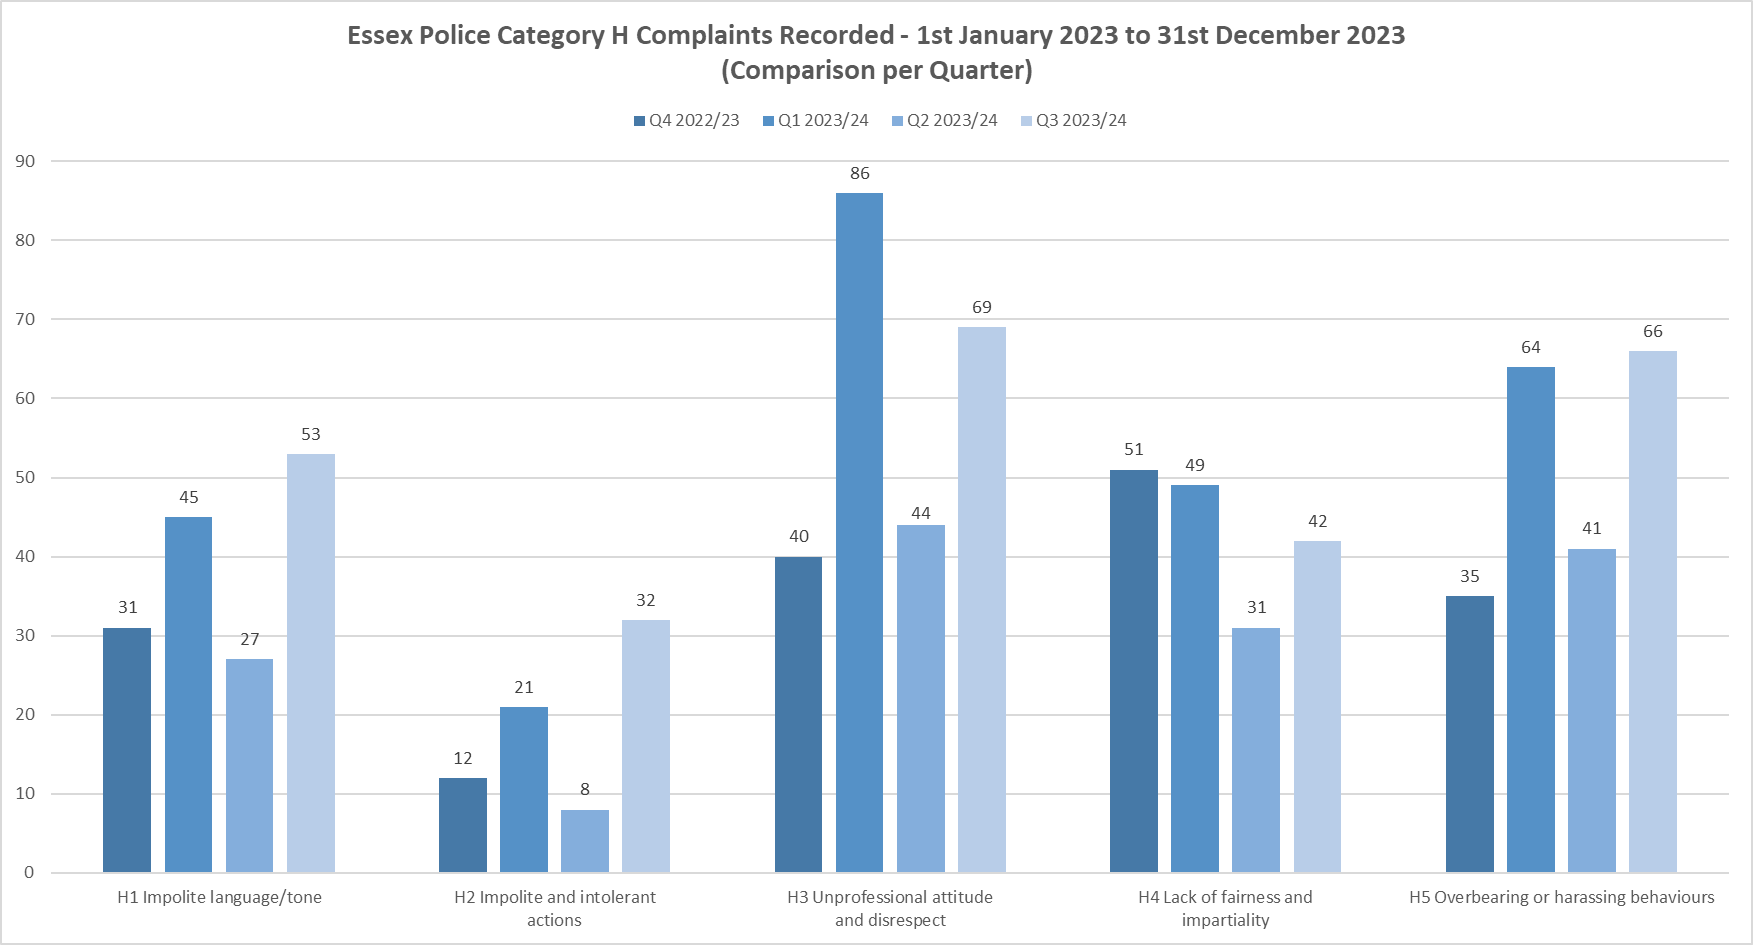 Essex Police Category H Complaints Recorded - 1st January 2023 to 31st December 2023
(Comparison per Quarter)
Q4 2022/23 Q1 2023/24 Q2 2023/24 Q3 2023/24
90
80
70
60
50
40
30
20
10
0
31 45 27 53
12 21 8 32
40 86 44 69
51 49 31 42
35 64 41 66
H1 Impolite language/tone
H2 Impolite and intolerant
actions
H3 Unprofessional attitude
and disrespect
H4 Lack of fairness and
impartiality
H5 Overbearing or harassing behaviours